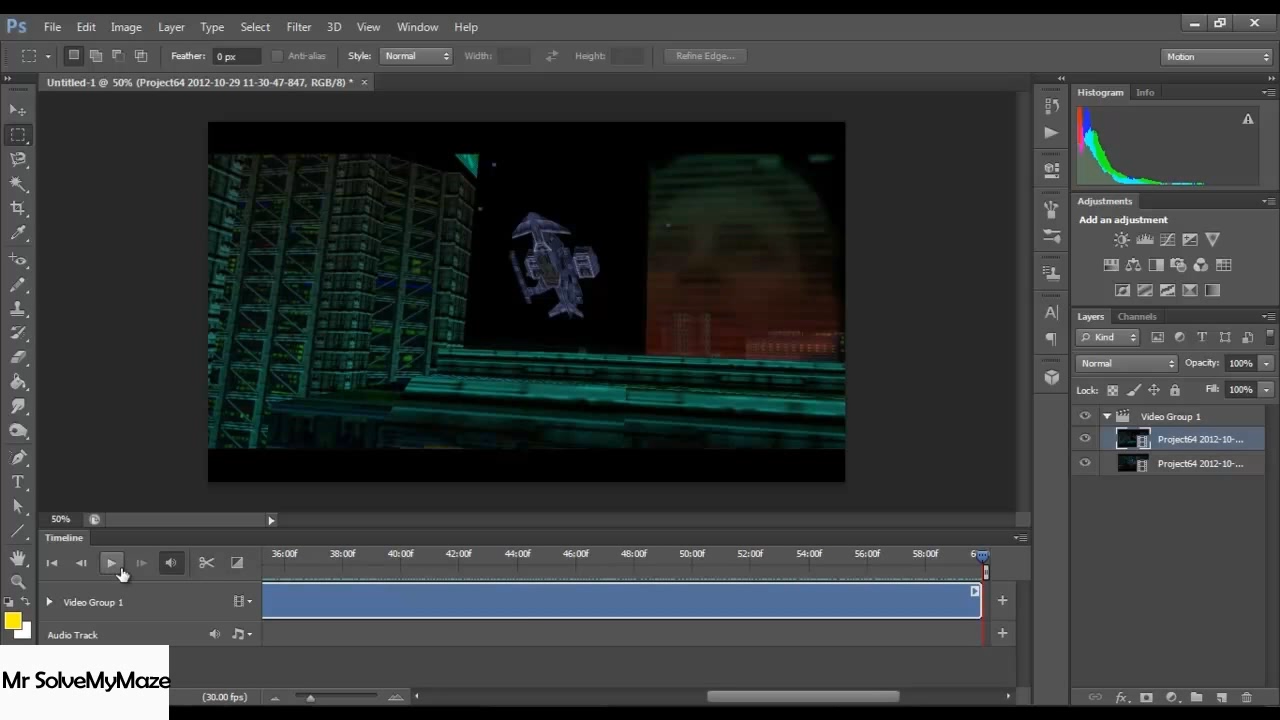 Ps File Edit Image Layer Type Select Filter 3D View Window Help
Feather: 0 px Anti-alias Style: Normal Width: Height: Refine Edge... Motion
Untitled-1 @ 50% (Project64 2012-10-29 11-30-47-847, RGB/8) * ×
Histogram Info
Adjustments
Add an adjustment
Layers Channels
Kind
Normal Opacity: 100%
Lock: Fill: 100%
Video Group 1
Project64 2012-10-...
Project64 2012-10-...
50%
Timeline
36:00f 38:00f 40:00f 42:00f 44:00f 46:00f 48:00f 50:00f 52:00f 54:00f 56:00f 58:00f
Video Group 1
Audio Track
Mr SolveMyMaze
(30.00 fps)